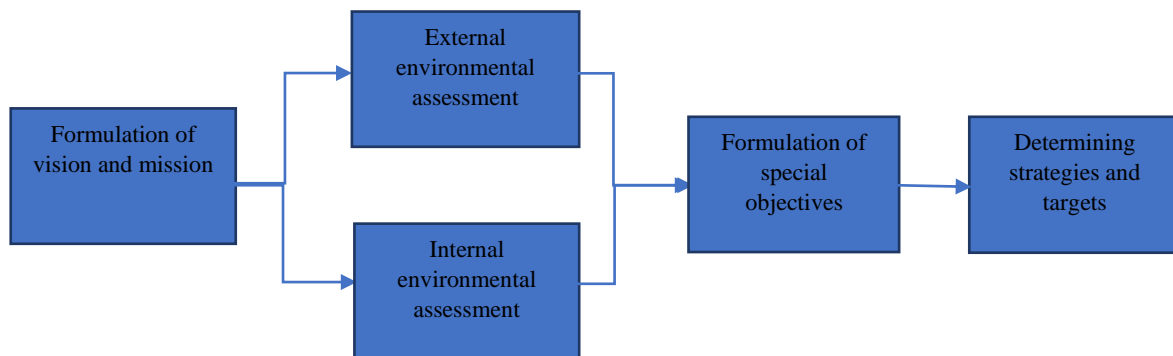 Formulation of
vision and mission
External
environmental
assessment
Internal
environmental
assessment
Formulation of
special
objectives
Determining
strategies and
targets